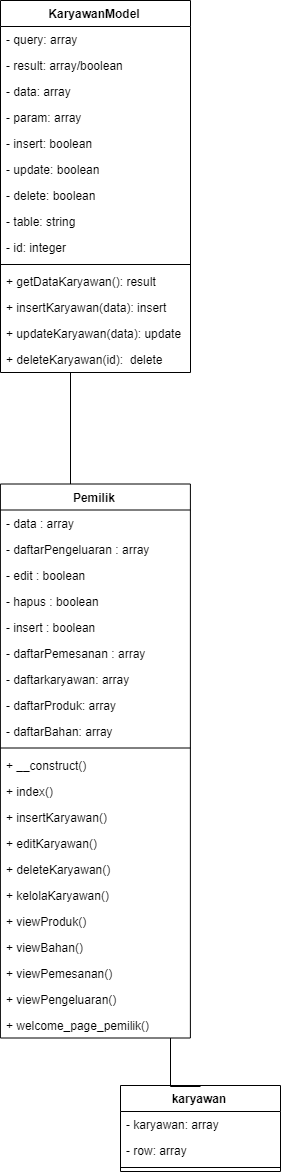 KaryawanModel
- query: array
- result: array/boolean
- data: array
- param: array
- insert: boolean
- update: boolean
- delete: boolean
- table: string
- id: integer
+ getDataKaryawan(): result
+ insertKaryawan(data): insert
+ updateKaryawan(data): update
+ deleteKaryawan(id):  delete
Pemilik
- data : array
- daftarPengeluaran : array
- edit : boolean
- hapus : boolean
- insert : boolean
- daftarPemesanan : array
- daftarkaryawan: array
- daftarProduk: array
- daftarBahan: array
+ __construct()
+ index()
+ insertKaryawan()
+ editKaryawan()
+ deleteKaryawan()
+ kelolaKaryawan()
+ viewProduk()
+ viewBahan()
+ viewPemesanan()
+ viewPengeluaran()
+ welcome_page_pemilik()
karyawan
- karyawan: array
- row: array